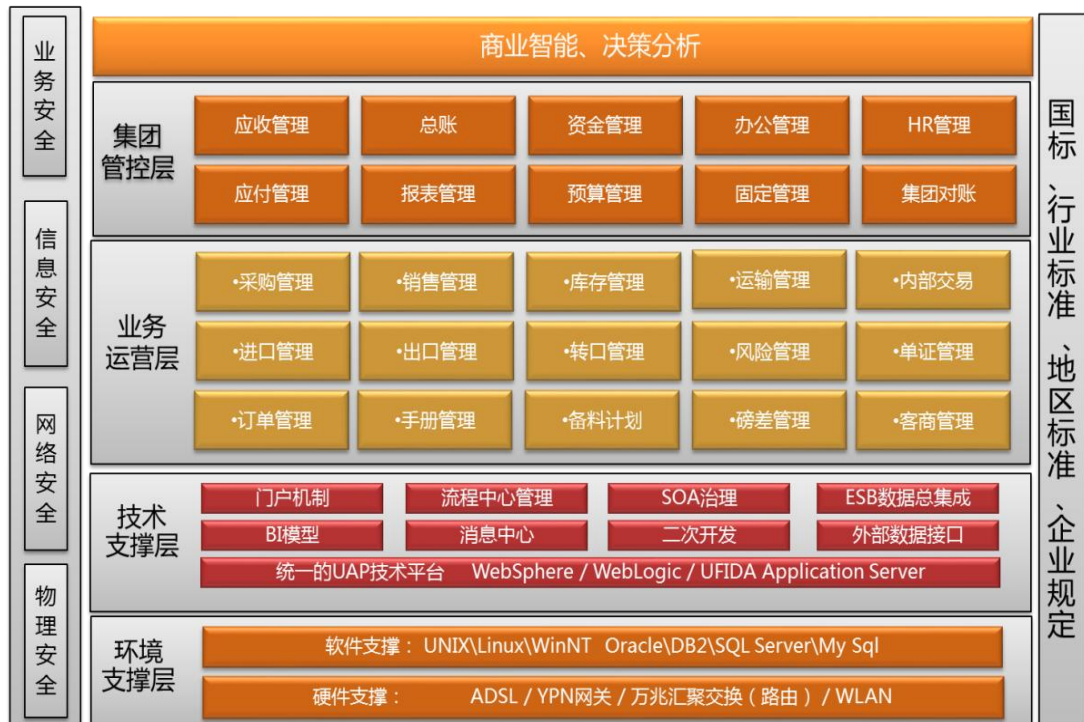 商业智能、决策分析
业务安全
信息安全
网络安全
物理安全
集团
管控层
应收管理
总账
资金管理
办公管理
HR管理
应付管理
报表管理
预算管理
固定管理
集团对账
业务
运营层
•采购管理
•销售管理
•库存管理
•运输管理
•内部交易
•进口管理
•出口管理
•转口管理
•风险管理
•单证管理
•订单管理
•手册管理
•备料计划
•磅差管理
•客商管理
技术
支撑层
门户机制
流程中心管理
SOA治理
ESB数据总集成
BI模型
消息中心
二次开发
外部数据接口
统一的UAP技术平台 WebSphere / WebLogic / UFIDA Application Server
环境
支撑层
软件支撑： UNIX\Linux\WinNT Oracle\DB2\SQL Server\My Sql
硬件支撑： ADSL / YPN网关 / 万兆汇聚交换（路由） / WLAN
国标、行业标准、地区标准、企业规定